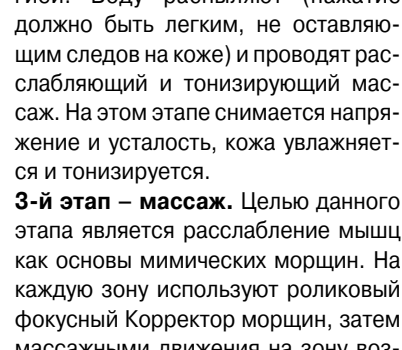 гией. Воду распыляют (нажатие
должно быть легким, не оставляю-
щим следов на коже) и проводят рас-
слабляющий и тонизирующий мас-
саж. На этом этапе снимается напря-
жение и усталость, кожа увлажняет-
ся и тонизируется.
3-й этап – массаж. Целью данного
этапа является расслабление мышц
как основы мимических морщин. На
каждую зону используют роликовый
фокусный Корректор морщин, затем
массажными движения на зону воз-